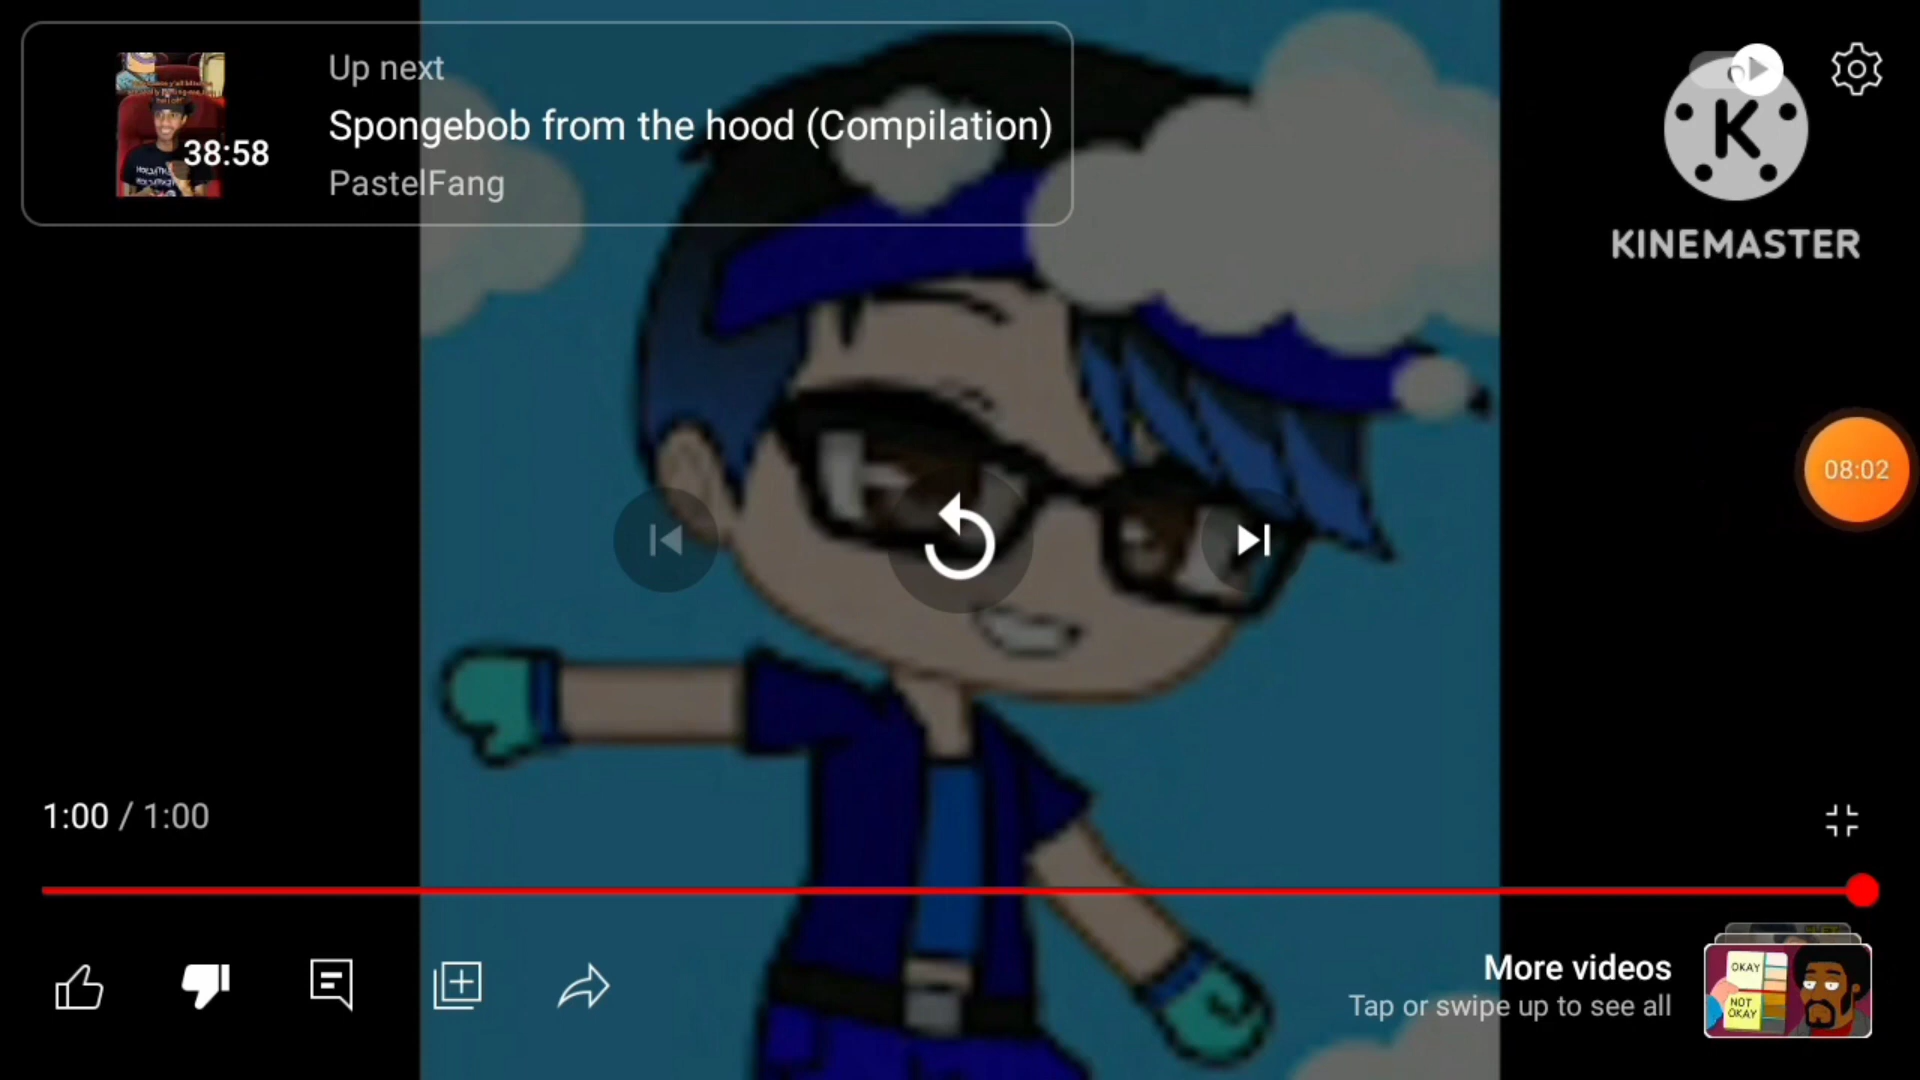 Up next
Spongebob from the hood (Compilation)
38:58
PastelFang
K
KINEMASTER
08:02
1:00 / 1:00
More videos
Tap or swipe up to see all
OKAY
NOT
OKAY